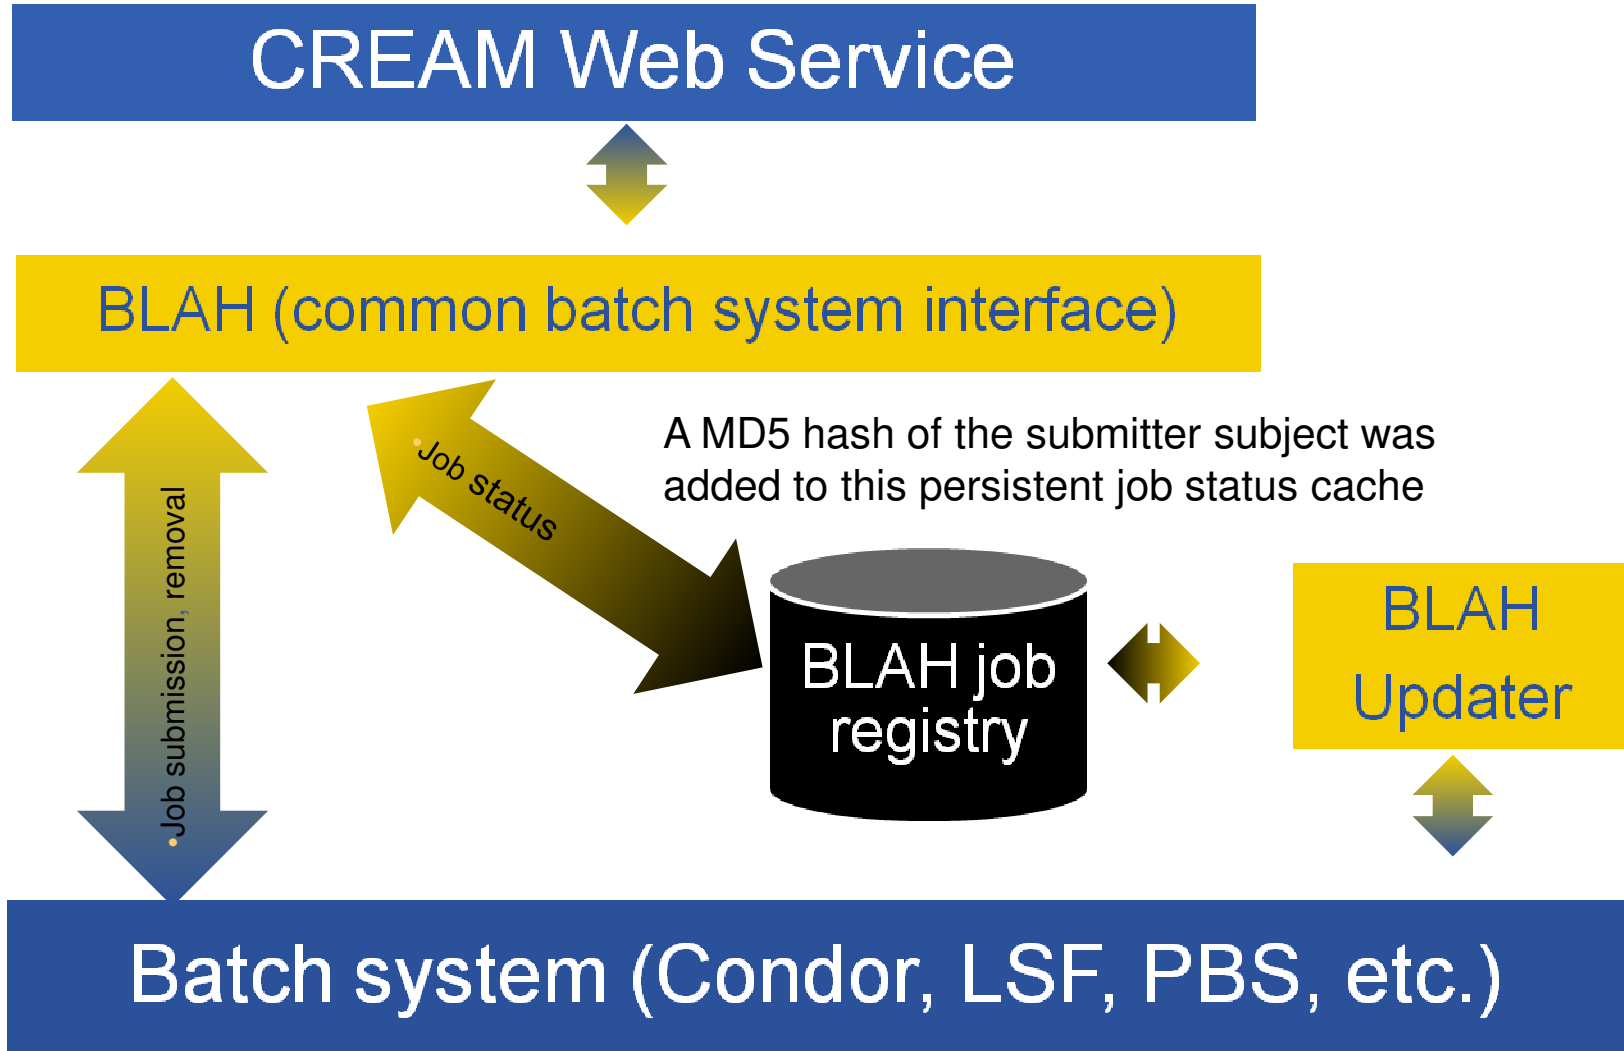 CREAM Web Service
BLAH (common batch system interface)
A MD5 hash of the submitter subject was
added to this persistent job status cache
• Job status
•Job submission, removal
BLAH job
registry
BLAH
Updater
Batch system (Condor, LSF, PBS, etc.)